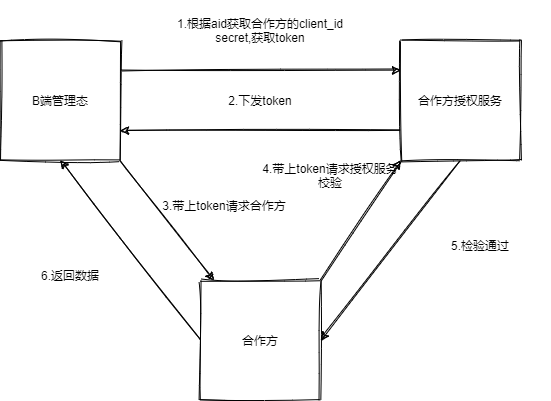 1.根据aid获取合作方的client_id
secret,获取token
B端管理态
2.下发token
合作方授权服务
4.带上token请求授权服务
校验
3.带上token请求合作方
5.检验通过
6.返回数据
合作方